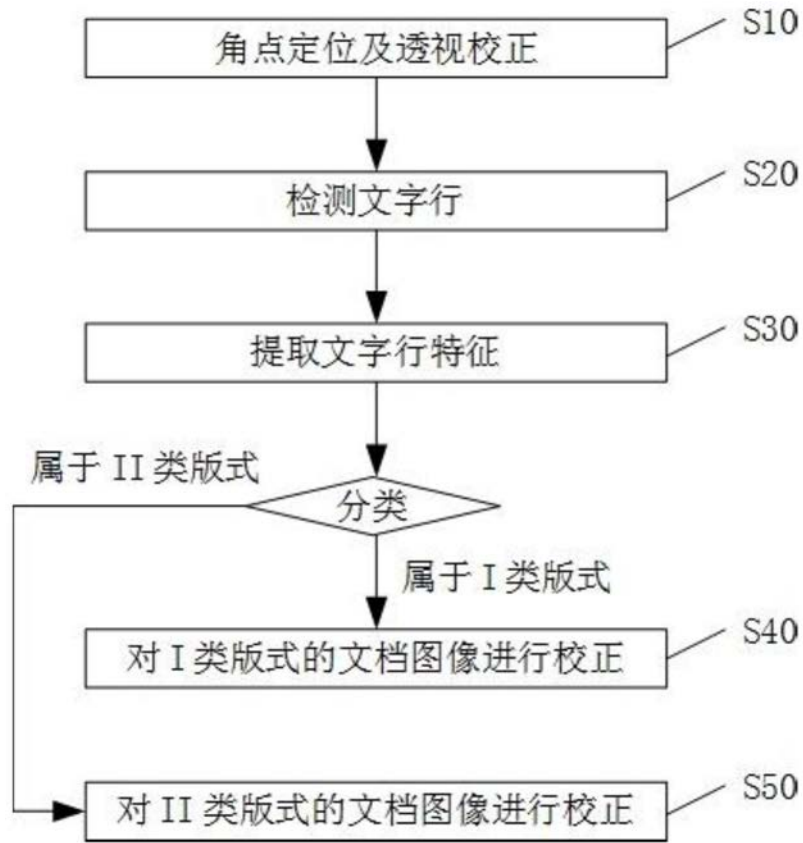 角点定位及透视校正
S10
检测文字行
S20
提取文字行特征
S30
属于 II 类版式
分类
属于 I 类版式
对 I 类版式的文档图像进行校正
S40
对 II 类版式的文档图像进行校正
S50